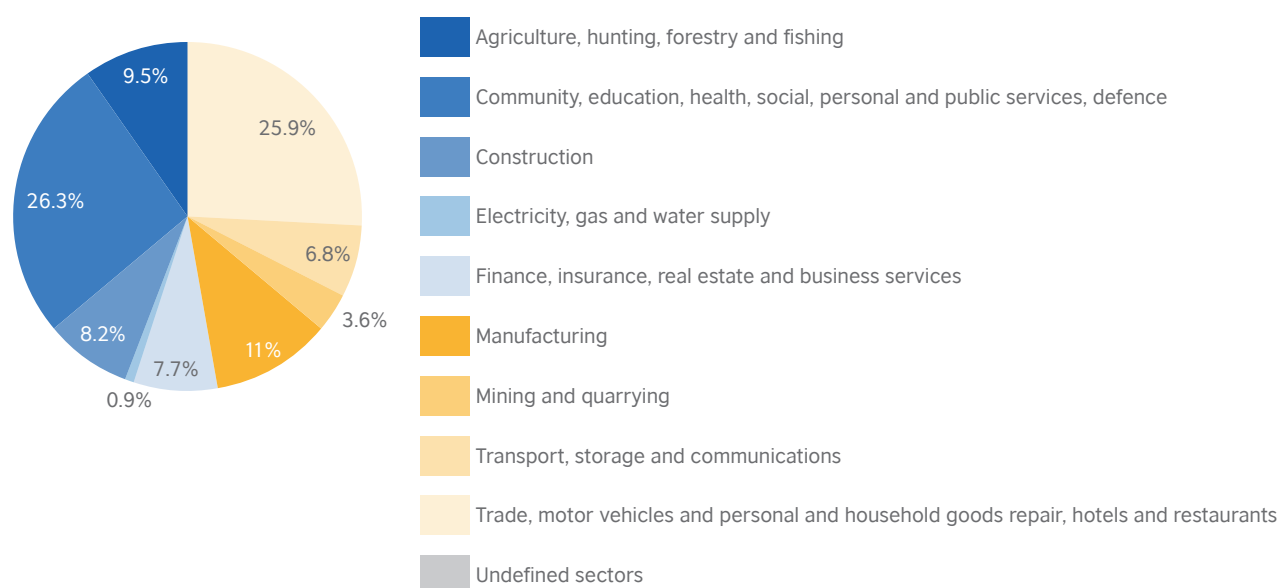 9.5%
25.9%
26.3%
6.8%
3.6%
8.2%
11%
7.7%
0.9%
Agriculture, hunting, forestry and fishing
Community, education, health, social, personal and public services, defence
Construction
Electricity, gas and water supply
Finance, insurance, real estate and business services
Manufacturing
Mining and quarrying
Transport, storage and communications
Trade, motor vehicles and personal and household goods repair, hotels and restaurants
Undefined sectors